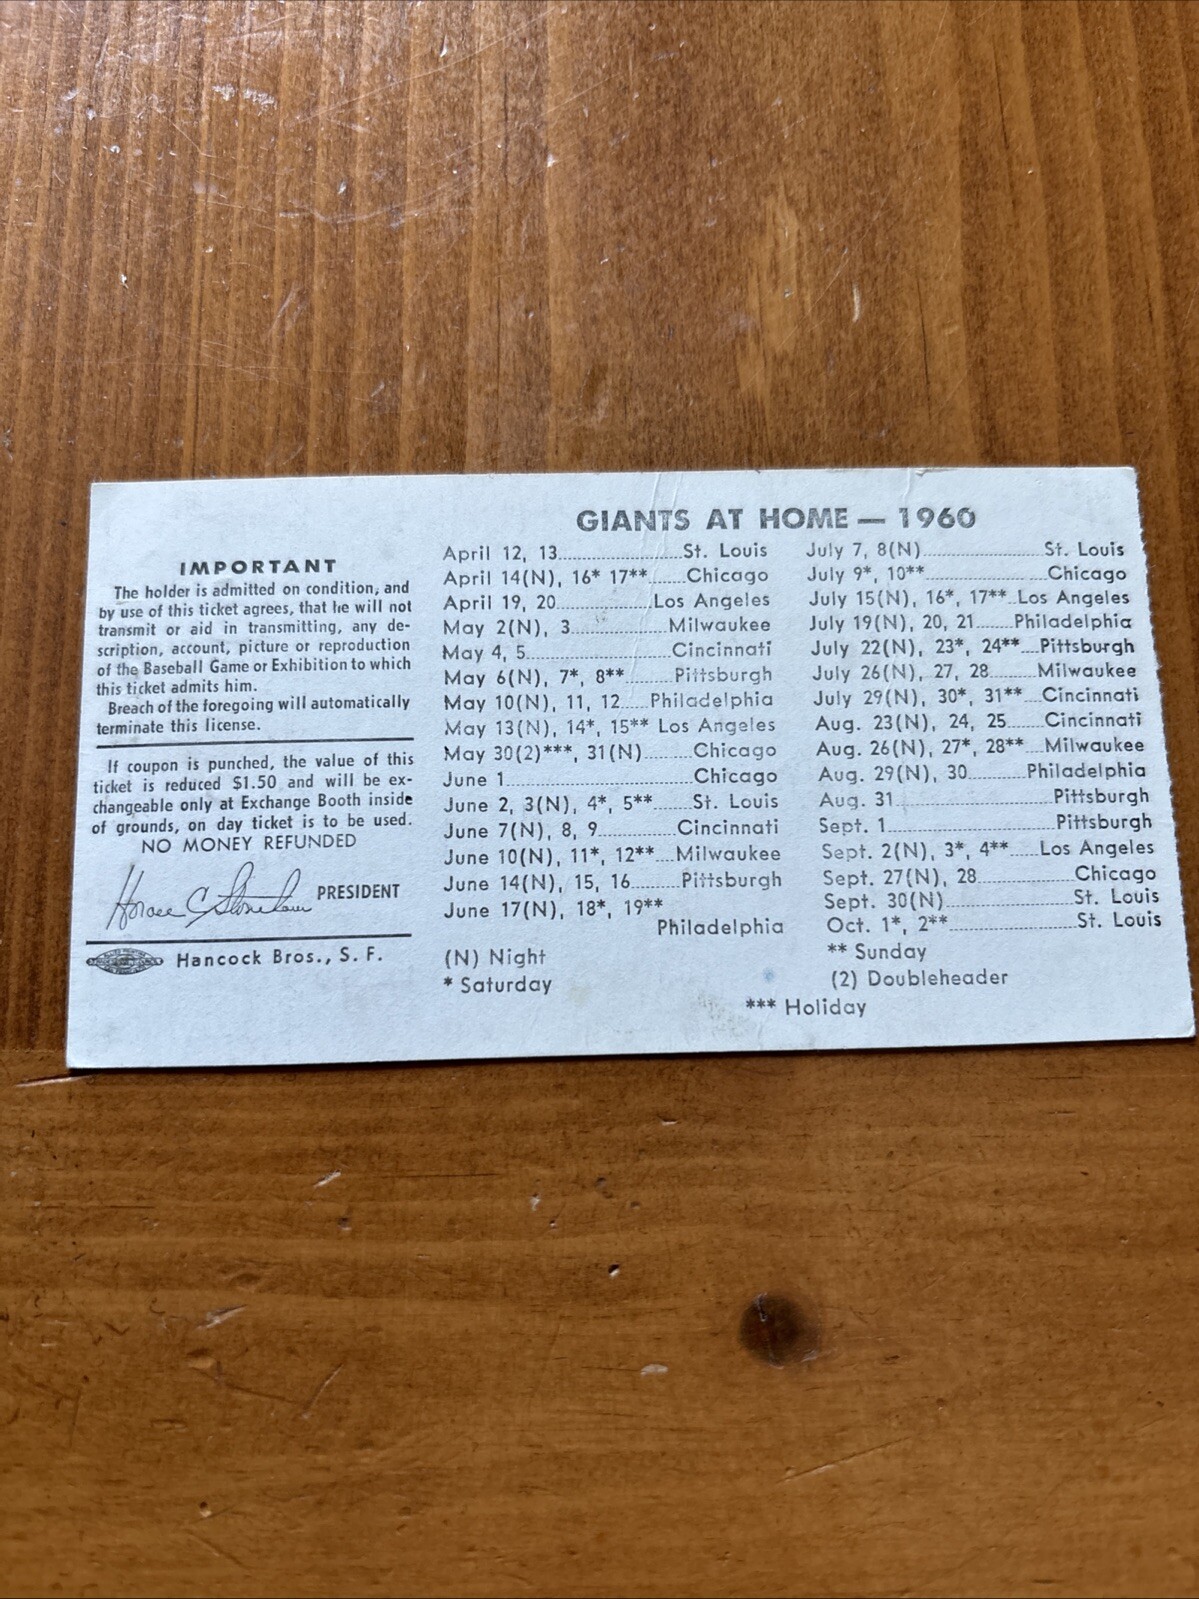 GIANTS AT HOME — 1960
IMPORTANT
The holder is admitted on condition, and
by use of this ticket agrees, that he will not
transmit or aid in transmitting, any de-
scription, account, picture or reproduction
of the Baseball Game or Exhibition to which
this ticket admits him.
Breach of the foregoing will automatically
terminate this license.
If coupon is punched, the value of this
ticket is reduced $1.50 and will be ex-
changeable only at Exchange Booth inside
of grounds, on day ticket is to be used.
NO MONEY REFUNDED
Horace C. Stoneham PRESIDENT
Hancock Bros., S. F.
April 12, 13 St. Louis
April 14(N), 16* 17** Chicago
April 19, 20 Los Angeles
May 2(N), 3 Milwaukee
May 4, 5 Cincinnati
May 6(N), 7*, 8** Pittsburgh
May 10(N), 11, 12 Philadelphia
May 13(N), 14*, 15** Los Angeles
May 30(2)***, 31(N) Chicago
June 1 Chicago
June 2, 3(N), 4*, 5** St. Louis
June 7(N), 8, 9 Cincinnati
June 10(N), 11*, 12** Milwaukee
June 14(N), 15, 16 Pittsburgh
June 17(N), 18*, 19**
Philadelphia
(N) Night
* Saturday
July 7, 8(N) St. Louis
July 9*, 10** Chicago
July 15(N), 16*, 17** Los Angeles
July 19(N), 20, 21 Philadelphia
July 22(N), 23*, 24** Pittsburgh
July 26(N), 27, 28 Milwaukee
July 29(N), 30*, 31** Cincinnati
Aug. 23(N), 24, 25 Cincinnati
Aug. 26(N), 27*, 28** Milwaukee
Aug. 29(N), 30 Philadelphia
Aug. 31 Pittsburgh
Sept. 1 Pittsburgh
Sept. 2(N), 3*, 4** Los Angeles
Sept. 27(N), 28 Chicago
Sept. 30(N) St. Louis
Oct. 1*, 2** St. Louis
** Sunday
(2) Doubleheader
*** Holiday